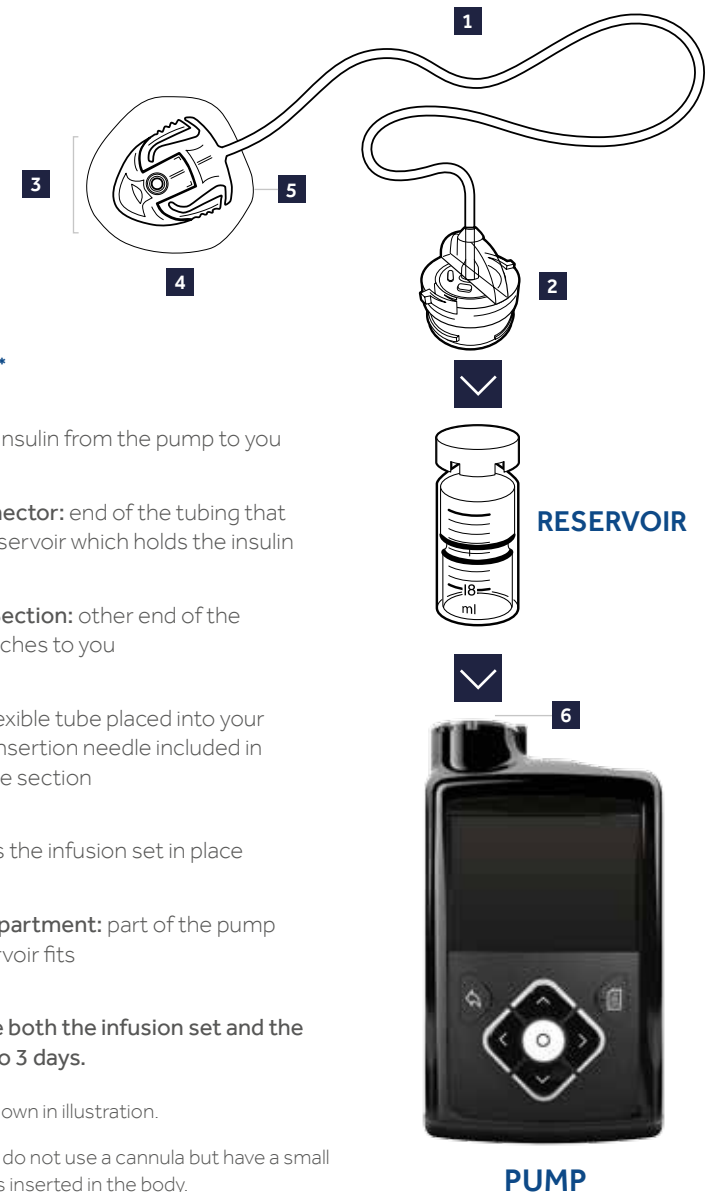 1
3
5
4
2
*
insulin from the pump to you
nector: end of the tubing that
servoir which holds the insulin
RESERVOIR
18
ml
Section: other end of the
ches to you
6
exible tube placed into your
nsertion needle included in
e section
s the infusion set in place
partment: part of the pump
rvoir fits
e both the infusion set and the
o 3 days.
own in illustration.
do not use a cannula but have a small
s inserted in the body.
PUMP